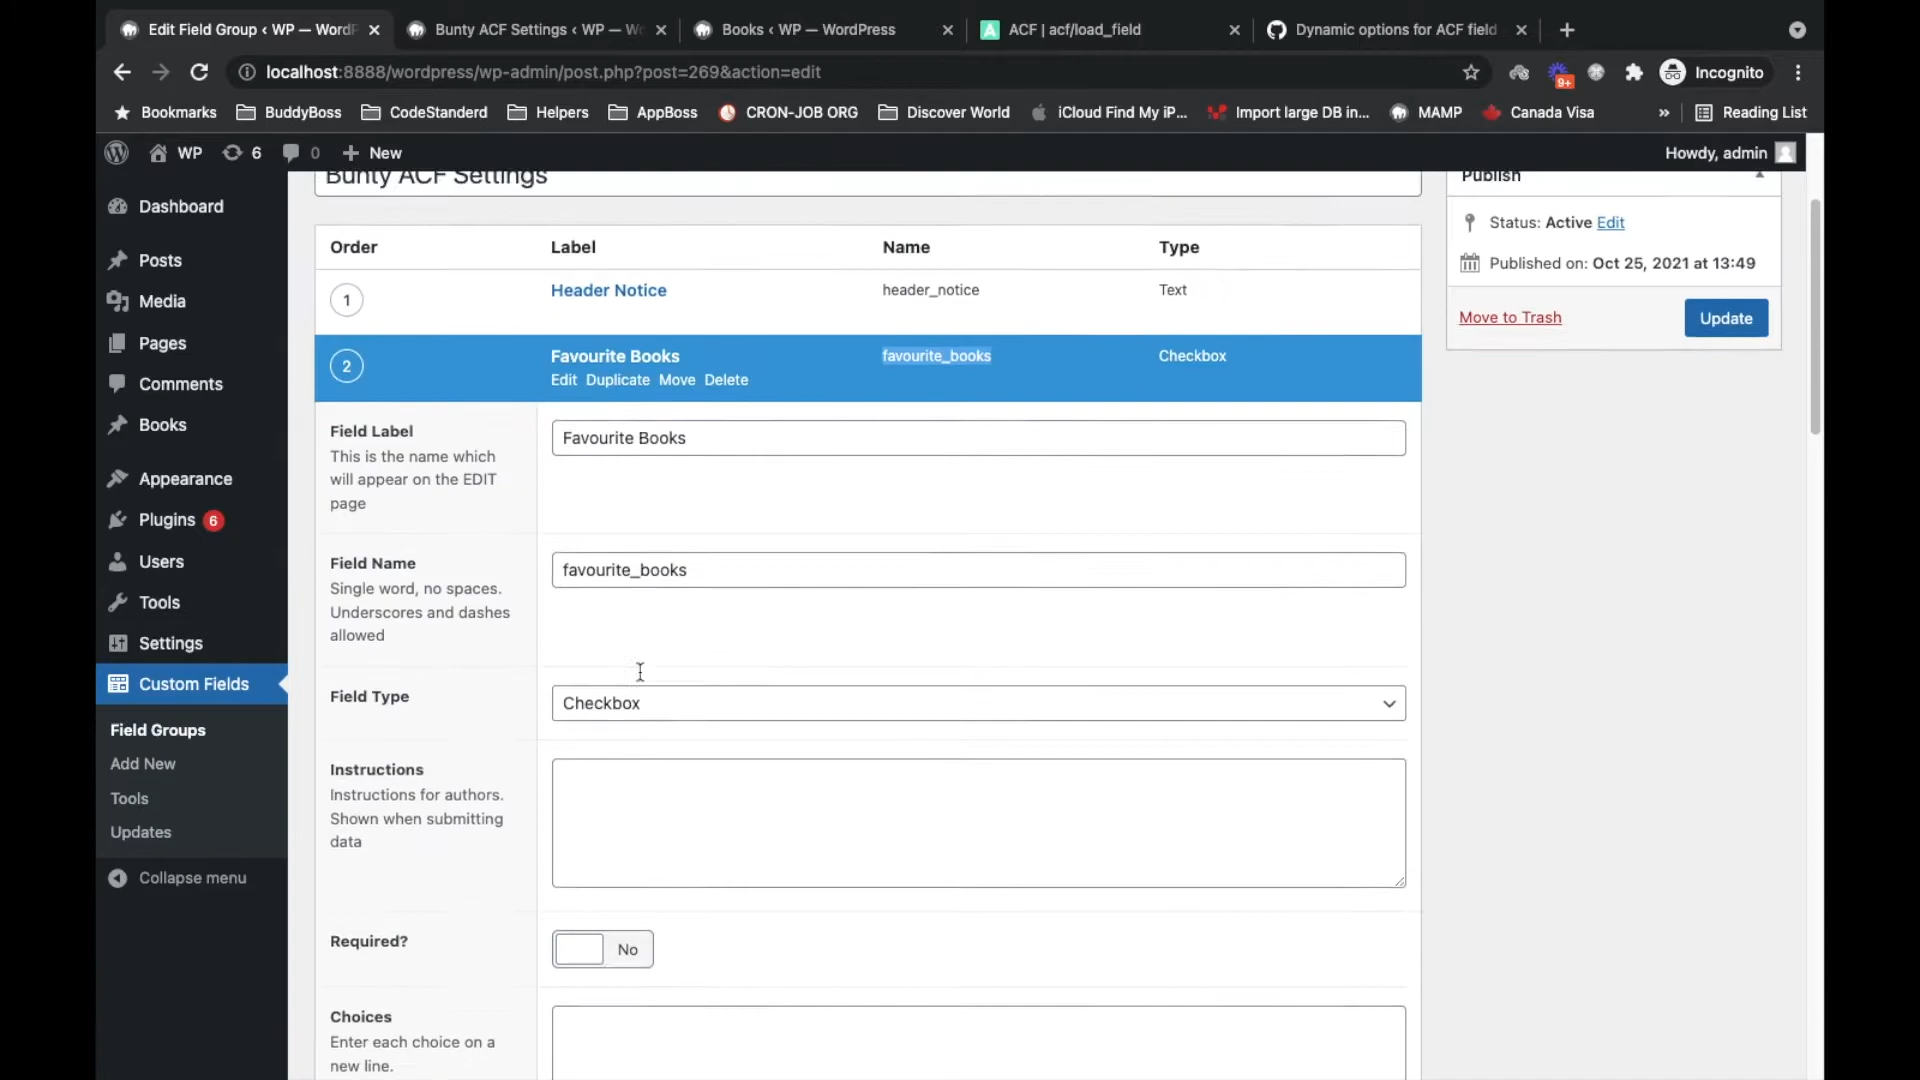 Edit Field Group ‹ WP — WordP
Bunty ACF Settings ‹ WP — Wo
Books ‹ WP — WordPress
ACF | acf/load_field
Dynamic options for ACF field
localhost:8888/wordpress/wp-admin/post.php?post=269&action=edit
9+
Incognito
Bookmarks
BuddyBoss
CodeStanderd
Helpers
AppBoss
CRON-JOB ORG
Discover World
iCloud Find My iP...
Import large DB in...
MAMP
Canada Visa
»
Reading List
WP
6
0
New
Howdy, admin
Dashboard
Posts
Media
Pages
Comments
Books
Appearance
Plugins 6
Users
Tools
Settings
Custom Fields
Field Groups
Add New
Tools
Updates
Collapse menu
Bunty ACF Settings
Order Label Name Type
1 Header Notice header_notice Text
2 Favourite Books favourite_books Checkbox
Edit Duplicate Move Delete
Field Label
This is the name which
will appear on the EDIT
page
Favourite Books
Field Name
Single word, no spaces.
Underscores and dashes
allowed
favourite_books
Field Type
Checkbox
Instructions
Instructions for authors.
Shown when submitting
data
Required?
No
Choices
Enter each choice on a
new line.
Publish
Status: Active Edit
Published on: Oct 25, 2021 at 13:49
Move to Trash
Update